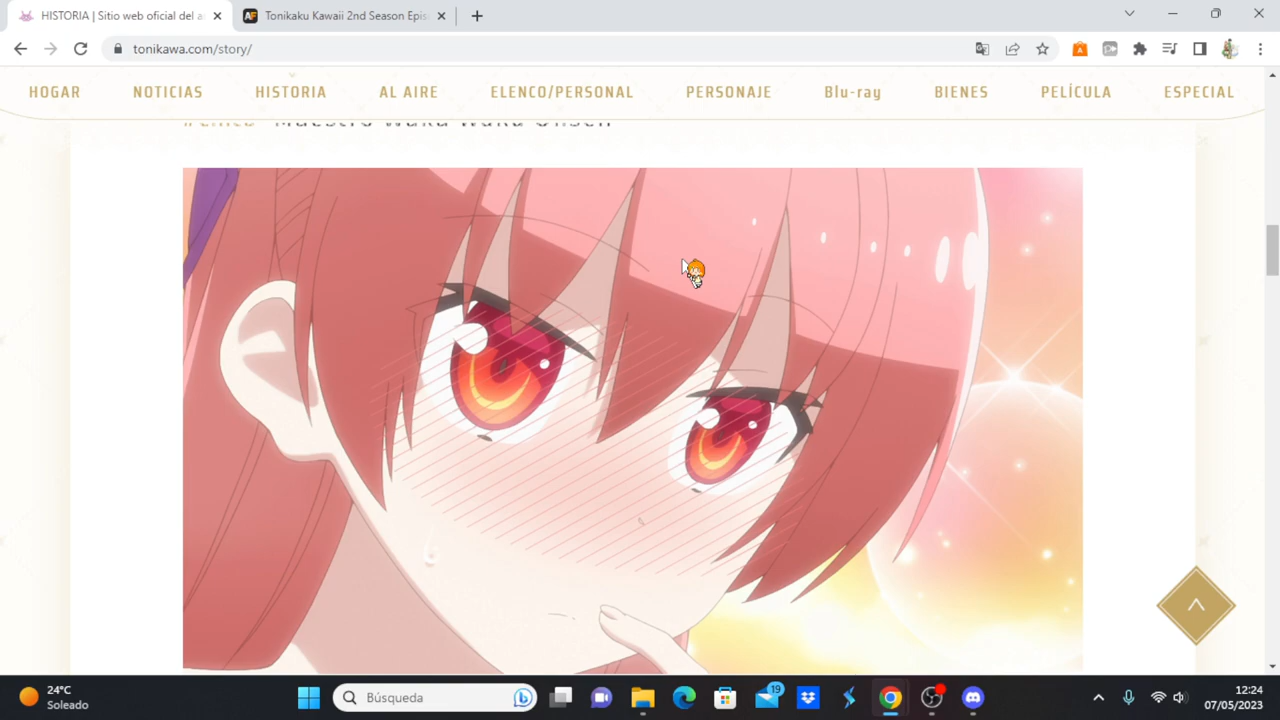 HISTORIA | Sitio web oficial del a
Tonikaku Kawaii 2nd Season Epis
tonikawa.com/story/
HOGAR NOTICIAS HISTORIA AL AIRE ELENCO/PERSONAL PERSONAJE Blu-ray BIENES PELÍCULA ESPECIAL
24°C
Soleado
Búsqueda
19
12:24
07/05/2023